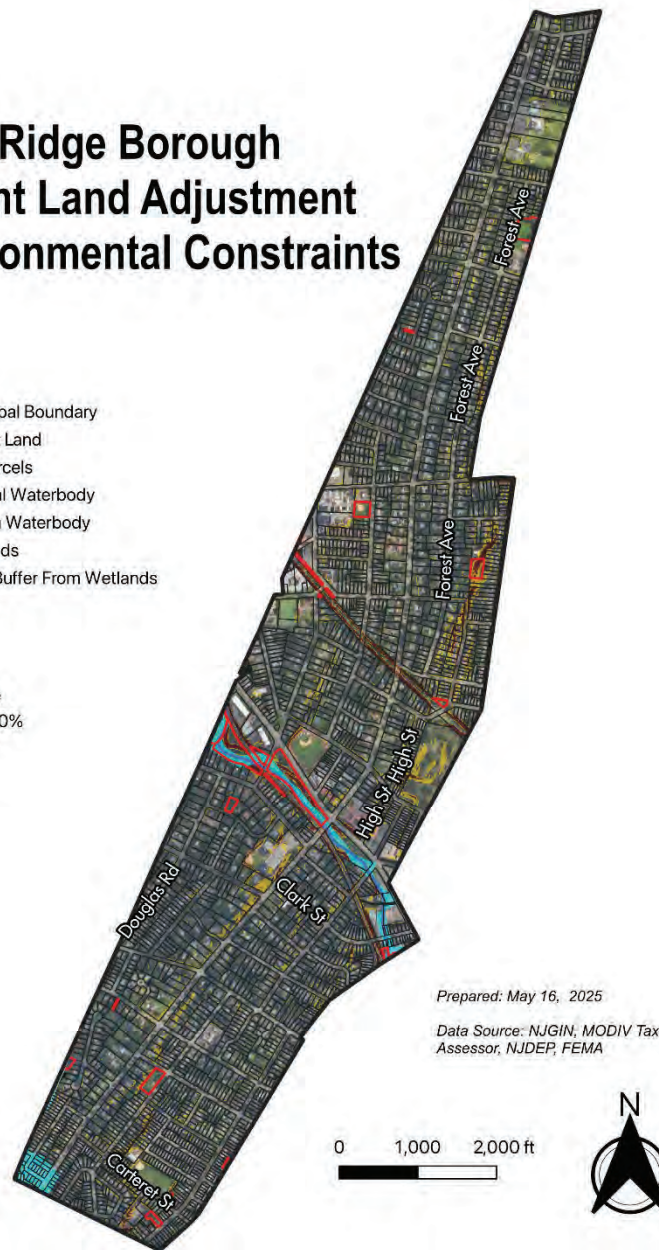 Ridge Borough
nt Land Adjustment
onmental Constraints
pal Boundary
t Land
rcels
al Waterbody
n Waterbody
ds
Buffer From Wetlands
0%
Forest Ave
Forest Ave
Forest Ave
High St High St
Clark St
Douglas Rd
Carteret St
Prepared: May 16, 2025
Data Source: NJGIN, MODIV Tax
Assessor, NJDEP, FEMA
0 1,000 2,000 ft
N